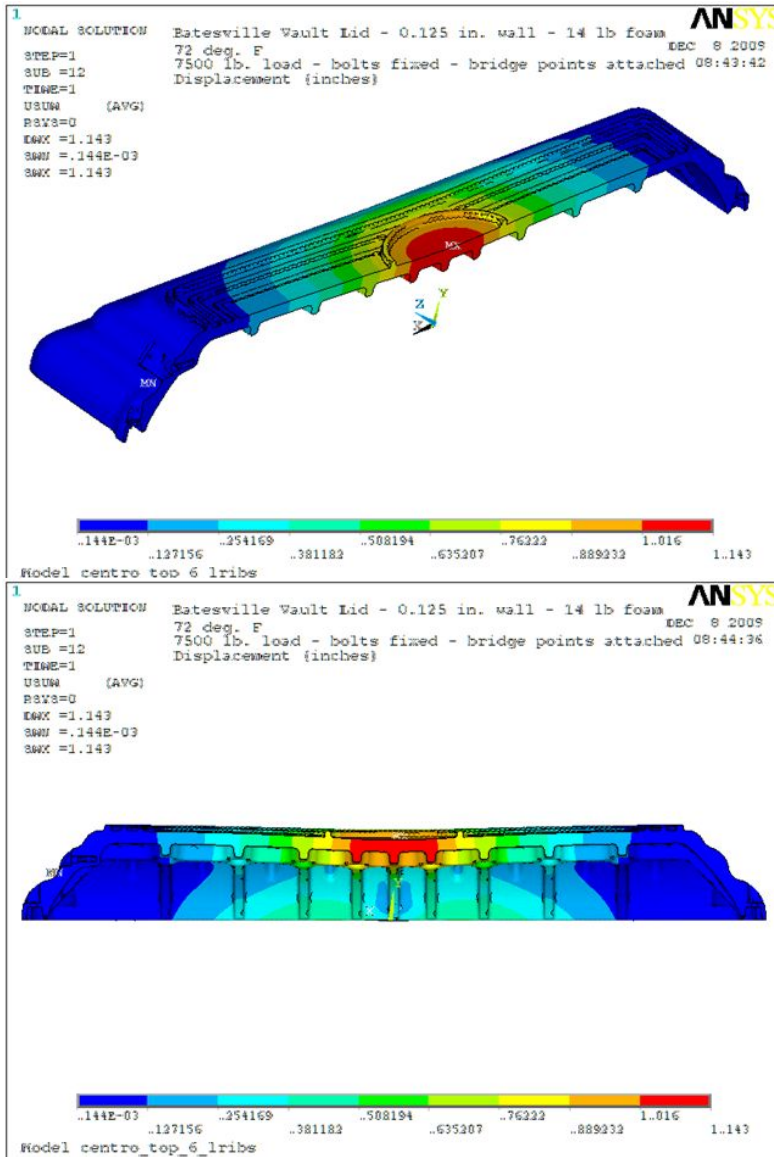 1
NODAL SOLUTION
STEP=1
SUB =12
TIME=1
USUM (AVG)
RSYS=0
DMX =1.143
SMN =.144E-03
SMX =1.143
Batesville Vault Lid - 0.125 in. wall - 14 lb foam
72 deg. F
7500 lb. load - bolts fixed - bridge points attached
Displacement (inches)
ANSYS
DEC 8 2009
08:43:42
MX
Z
Y
X
MN
.144E-03 .127156 .254169 .381182 .508194 .635207 .76222 .889232 1.016 1.143
Model centro_top_6_lribs
1
NODAL SOLUTION
STEP=1
SUB =12
TIME=1
USUM (AVG)
RSYS=0
DMX =1.143
SMN =.144E-03
SMX =1.143
Batesville Vault Lid - 0.125 in. wall - 14 lb foam
72 deg. F
7500 lb. load - bolts fixed - bridge points attached
Displacement (inches)
ANSYS
DEC 8 2009
08:44:36
MX
MN
Y
X
.144E-03 .127156 .254169 .381182 .508194 .635207 .76222 .889232 1.016 1.143
Model centro_top_6_lribs